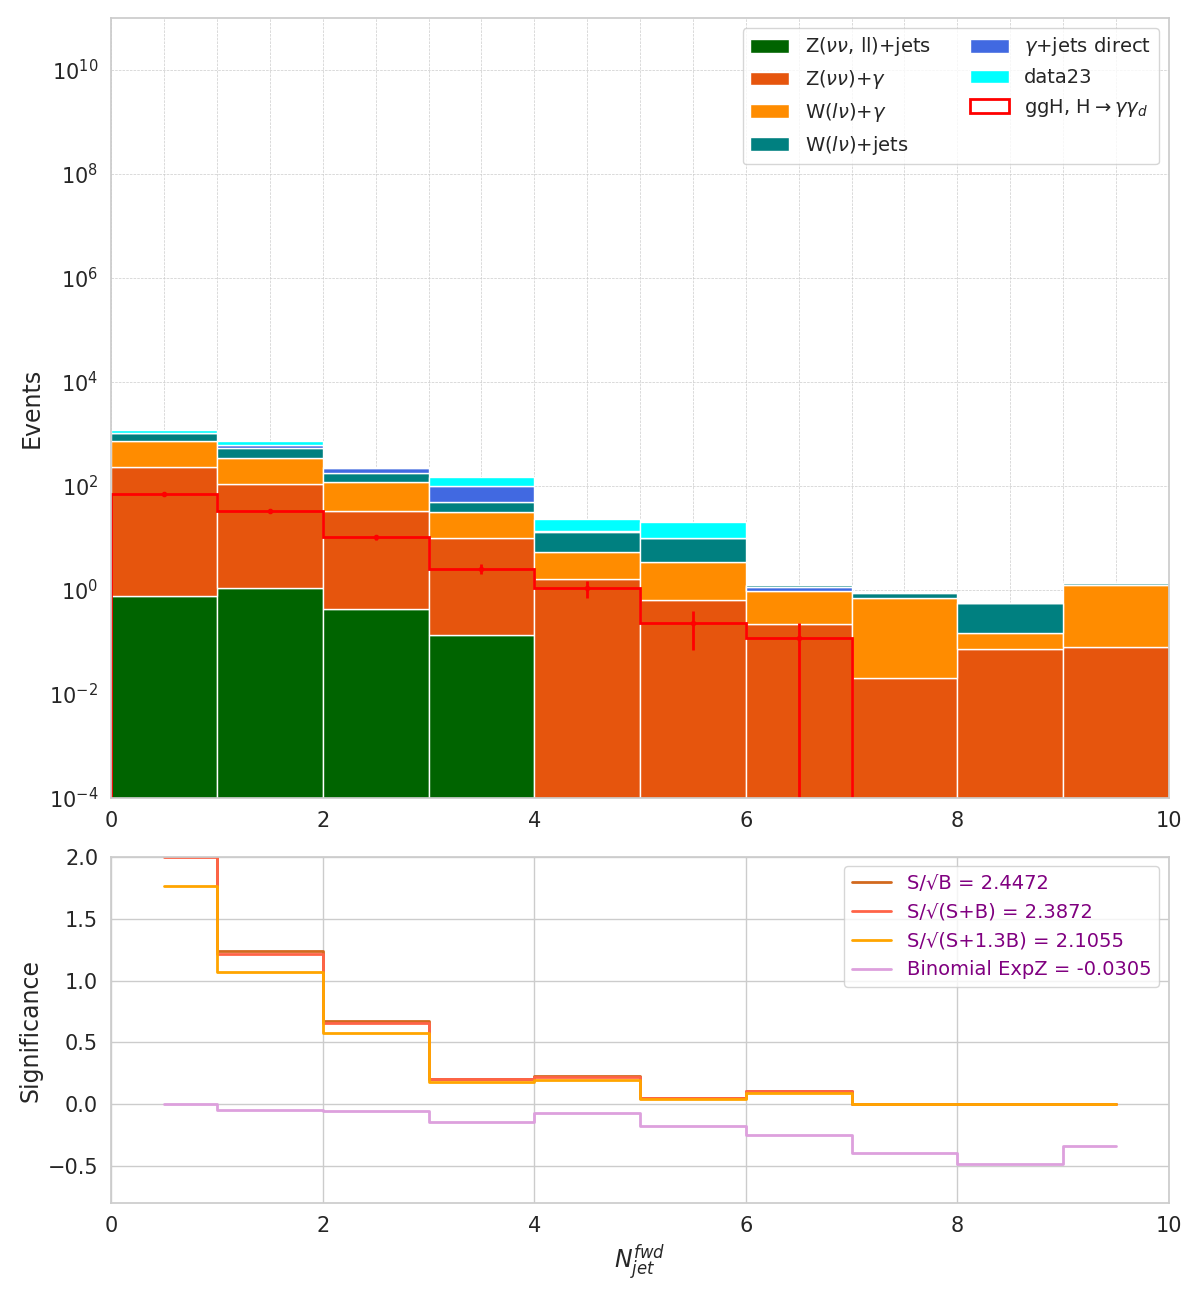 Z(νν, ll)+jets
Z(νν)+γ
W(lν)+γ
W(lν)+jets
γ+jets direct
data23
ggH, H→γγ_d
Events
10^10
10^8
10^6
10^4
10^2
10^0
10^−2
10^−4
0 2 4 6 8 10
S/√B = 2.4472
S/√(S+B) = 2.3872
S/√(S+1.3B) = 2.1055
Binomial ExpZ = -0.0305
Significance
2.0
1.5
1.0
0.5
0.0
−0.5
0 2 4 6 8 10
N_jet^fwd